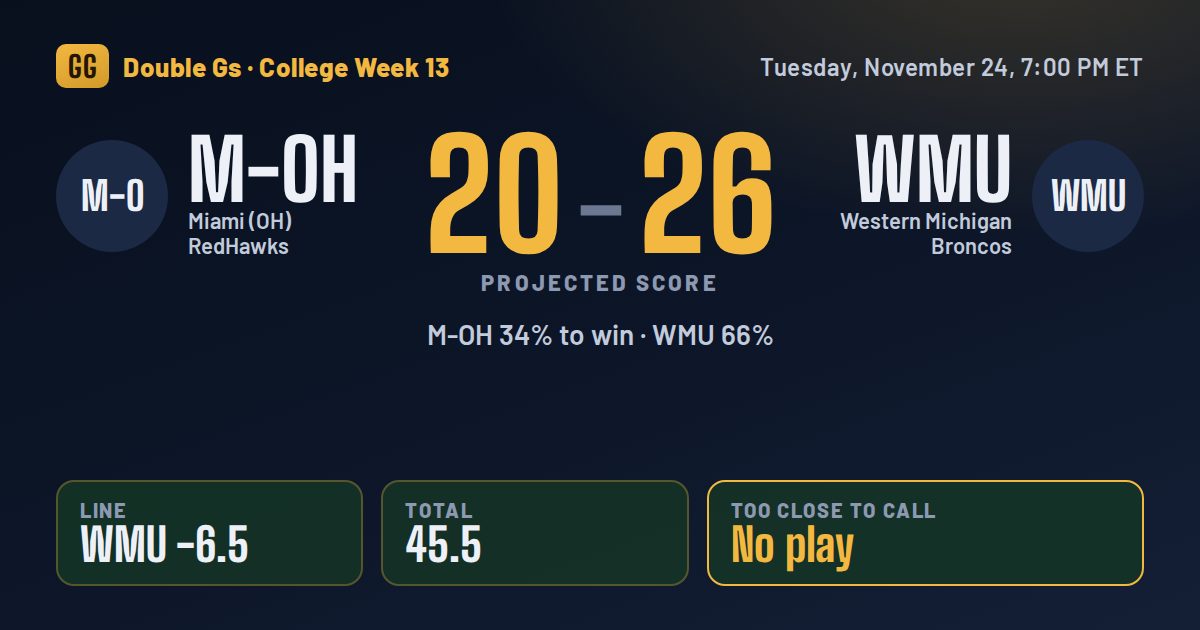 GG
Double Gs · College Week 13
Tuesday, November 24, 7:00 PM ET
M-O
M-OH
Miami (OH)
RedHawks
20 - 26
PROJECTED SCORE
M-OH 34% to win · WMU 66%
WMU
Western Michigan
Broncos
WMU
LINE
WMU -6.5
TOTAL
45.5
TOO CLOSE TO CALL
No play